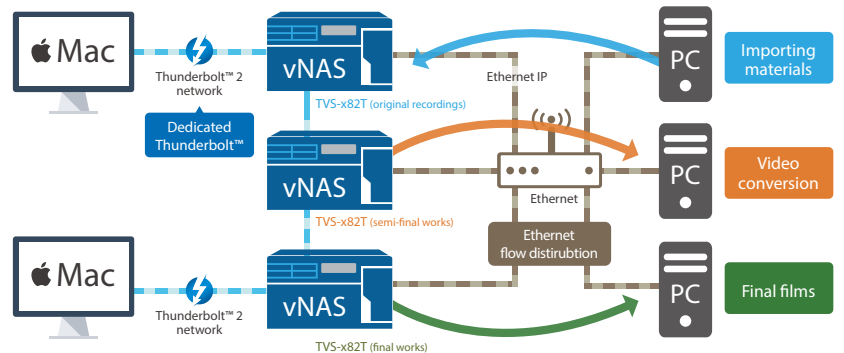 Mac
Thunderbolt™ 2
network
Dedicated
Thunderbolt™
vNAS
TVS-x82T (original recordings)
Ethernet IP
PC
Importing
materials
vNAS
TVS-x82T (semi-final works)
Ethernet
Ethernet
flow distirubtion
PC
Video
conversion
Mac
Thunderbolt™ 2
network
vNAS
TVS-x82T (final works)
PC
Final films